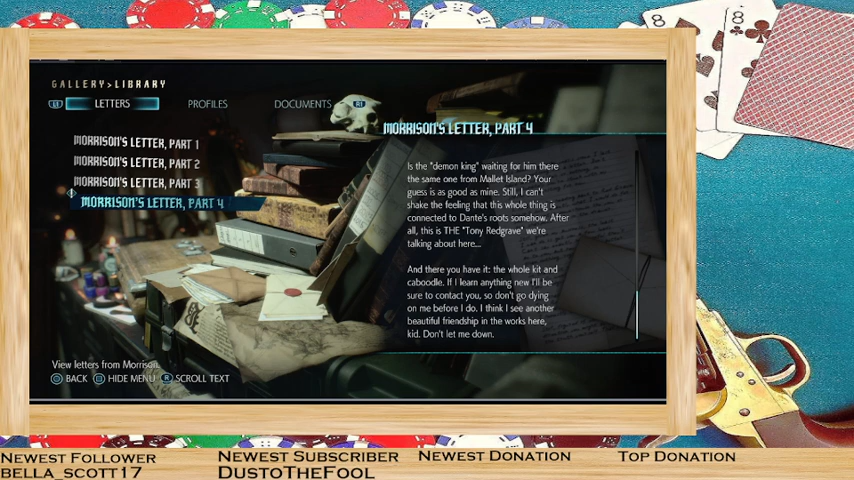 8 8
GALLERY>LIBRARY
L1 LETTERS PROFILES DOCUMENTS R1
MORRISON'S LETTER, PART 1
MORRISON'S LETTER, PART 2
MORRISON'S LETTER, PART 3
MORRISON'S LETTER, PART 4
MORRISON'S LETTER, PART 4
Is the "demon king" waiting for him there
the same one from Mallet Island? Your
guess is as good as mine. Still, I can't
shake the feeling that this whole thing is
connected to Dante's roots somehow. After
all, this is THE "Tony Redgrave" we're
talking about here...
And there you have it: the whole kit and
caboodle. If I learn anything new I'll be
sure to contact you, so don't go dying
on me before I do. I think I see another
beautiful friendship in the works here,
kid. Don't let me down.
View letters from Morrison.
BACK HIDE MENU R SCROLL TEXT
NEWEST FOLLOWER
BELLA_SCOTT17
NEWEST SUBSCRIBER
DUSTOTHEFOOL
NEWEST DONATION
TOP DONATION